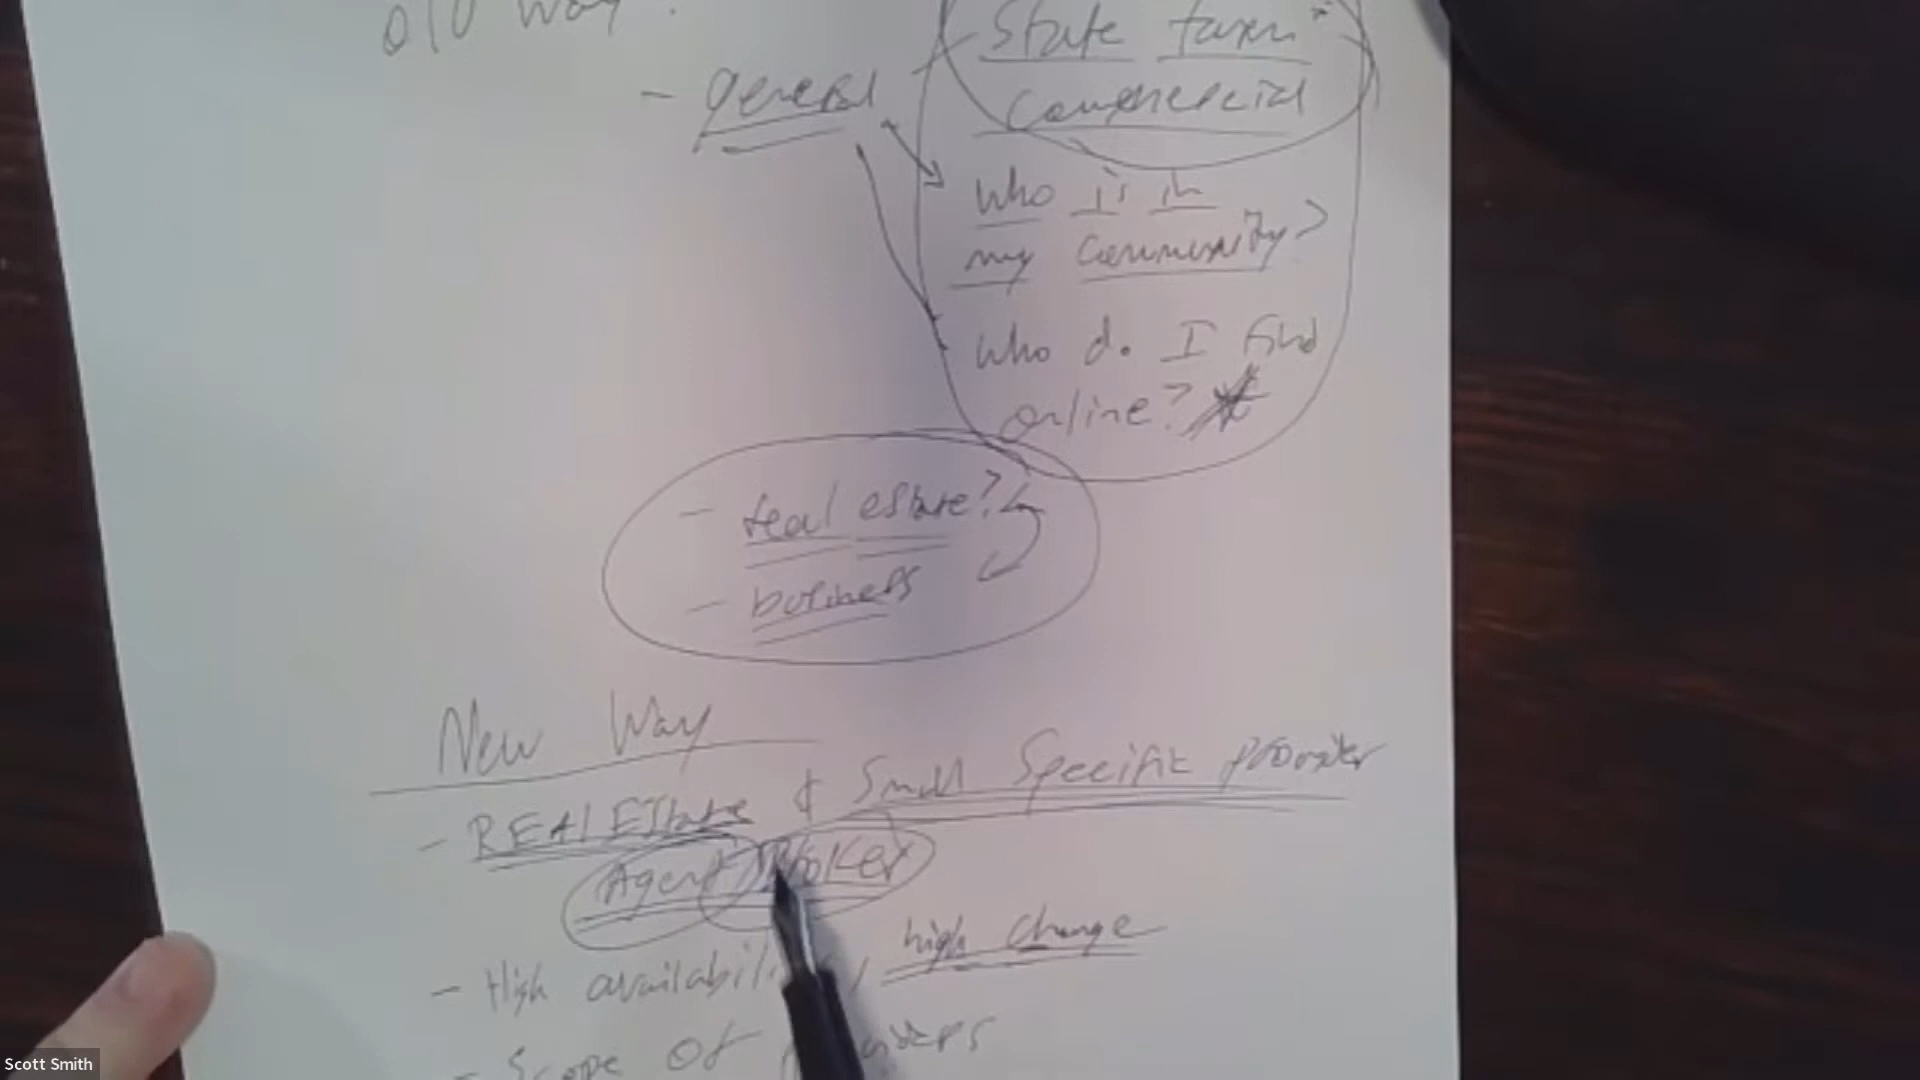 old way?
State farm *
- general
Commercial
Who is in
my community?
Who do I find
online? *
- real estate?
- business
New Way
- REAL Estate & Small Specific provider
Agent Broker
- High availability, high change
- Scope of providers
Scott Smith